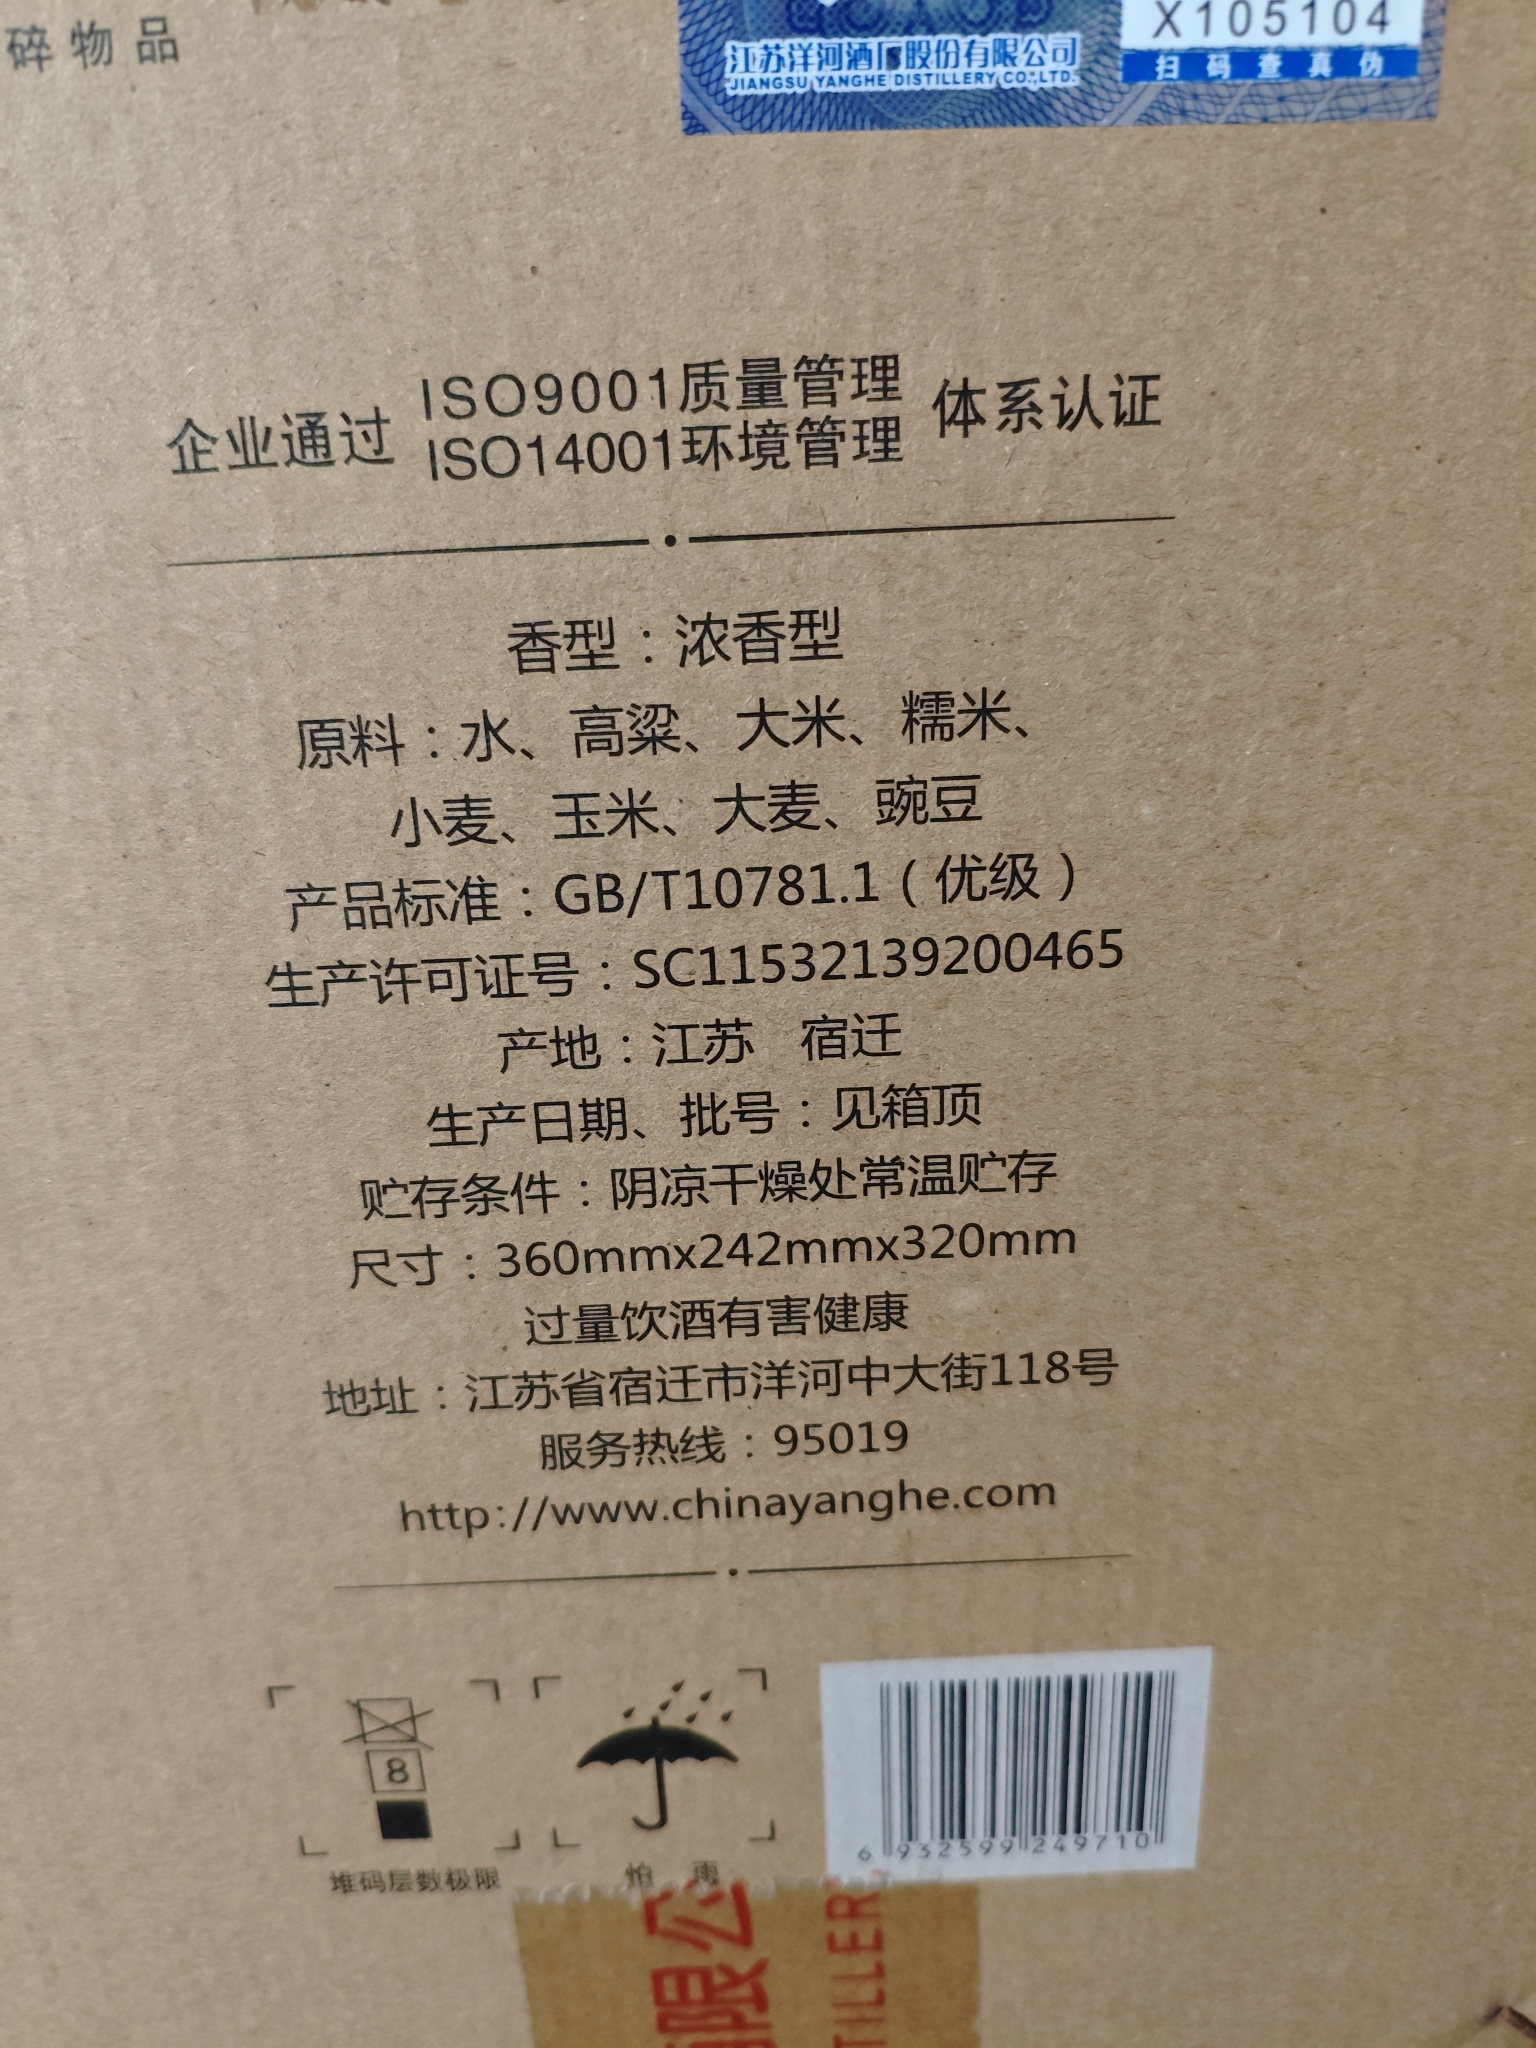 碎物品
X105104
江苏洋河酒厂股份有限公司
扫码查真伪
JIANGSU YANGHE DISTILLERY CO.,LTD.
企业通过 ISO9001质量管理 体系认证
ISO14001环境管理
香型：浓香型
原料：水、高粱、大米、糯米、
小麦、玉米、大麦、豌豆
产品标准：GB/T10781.1（优级）
生产许可证号：SC11532139200465
产地：江苏 宿迁
生产日期、批号：见箱顶
贮存条件：阴凉干燥处常温贮存
尺寸：360mmx242mmx320mm
过量饮酒有害健康
地址：江苏省宿迁市洋河中大街118号
服务热线：95019
http://www.chinayanghe.com
8
堆码层数极限
怕 雨
6 932599 249710
限公
TILLER